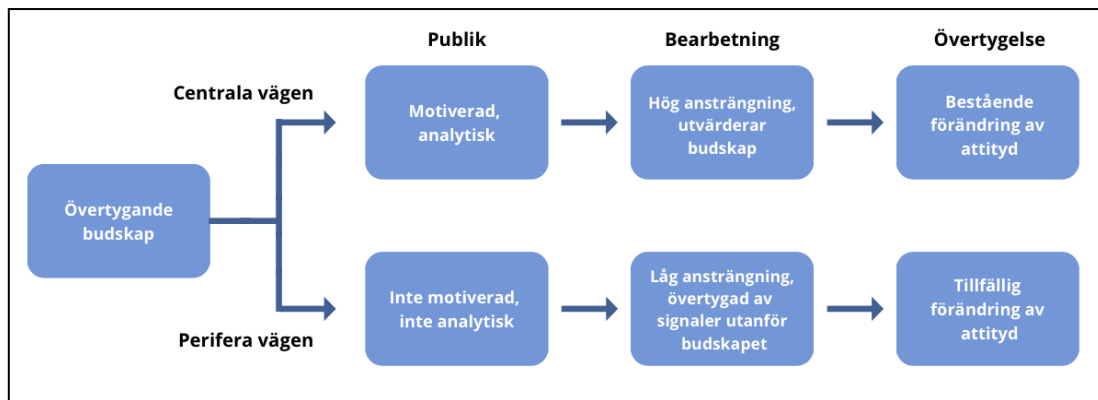 Publik
Bearbetning
Övertygelse
Centrala vägen
Motiverad,
analytisk
Hög ansträngning,
utvärderar
budskap
Bestående
förändring av
attityd
Övertygande
budskap
Perifera vägen
Inte motiverad,
inte analytisk
Låg ansträngning,
övertygad av
signaler utanför
budskapet
Tillfällig
förändring av
attityd